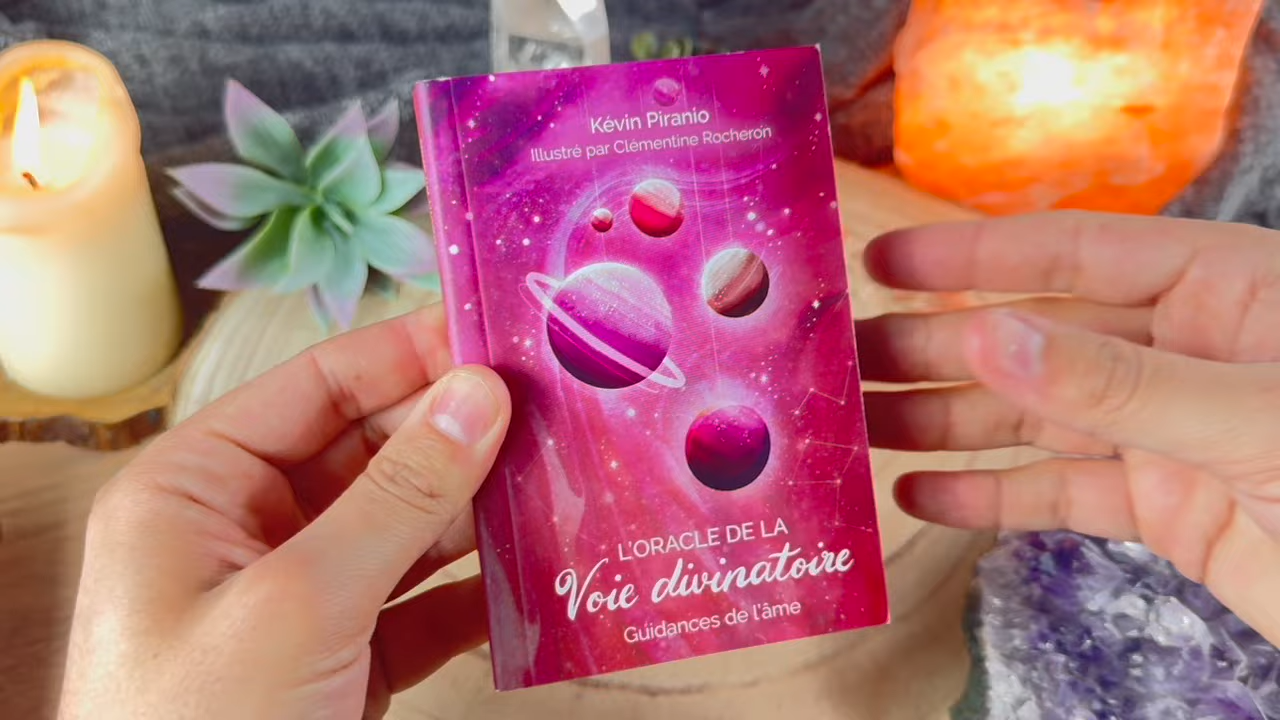 Kévin Piranio
Illustré par Clémentine Rocheron
L'ORACLE DE LA
Voie divinatoire
Guidances de l'âme